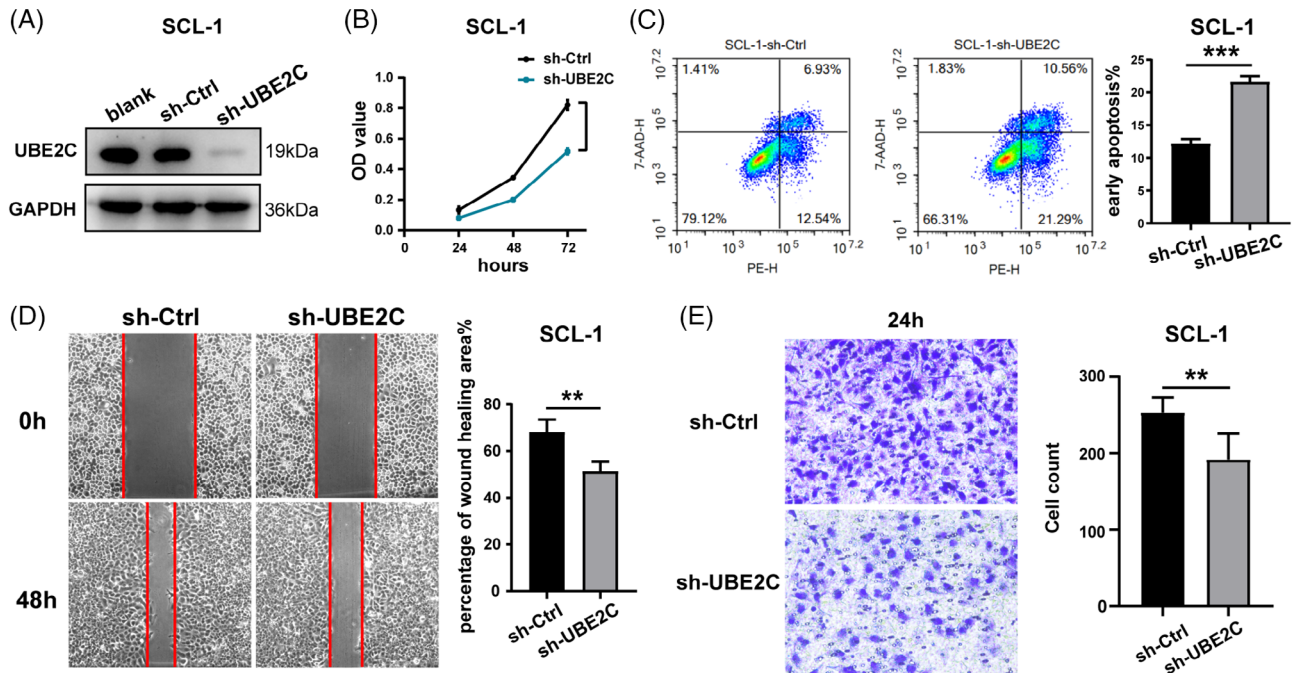 (A)
SCL-1
blank
sh-Ctrl
sh-UBE2C
UBE2C
19kDa
GAPDH
36kDa
(B)
SCL-1
sh-Ctrl
sh-UBE2C
OD value
1.0
0.8
0.6
0.4
0.2
0.0
0
24
48
72
hours
(C)
SCL-1-sh-Ctrl
1.41%
6.93%
79.12%
12.54%
7-AAD-H
10 7.2
10 5
10 3
10 1
10 1
10 3
10 5
10 7.2
PE-H
SCL-1-sh-UBE2C
1.83%
10.56%
66.31%
21.29%
7-AAD-H
10 7.2
10 5
10 3
10 1
10 1
10 3
10 5
10 7.2
PE-H
SCL-1
***
early apoptosis%
25
20
15
10
5
0
sh-Ctrl
sh-UBE2C
(D)
sh-Ctrl
sh-UBE2C
0h
48h
SCL-1
**
percentage of wound healing area%
80
60
40
20
0
sh-Ctrl
sh-UBE2C
(E)
24h
sh-Ctrl
sh-UBE2C
SCL-1
**
Cell count
300
200
100
0
sh-Ctrl
sh-UBE2C